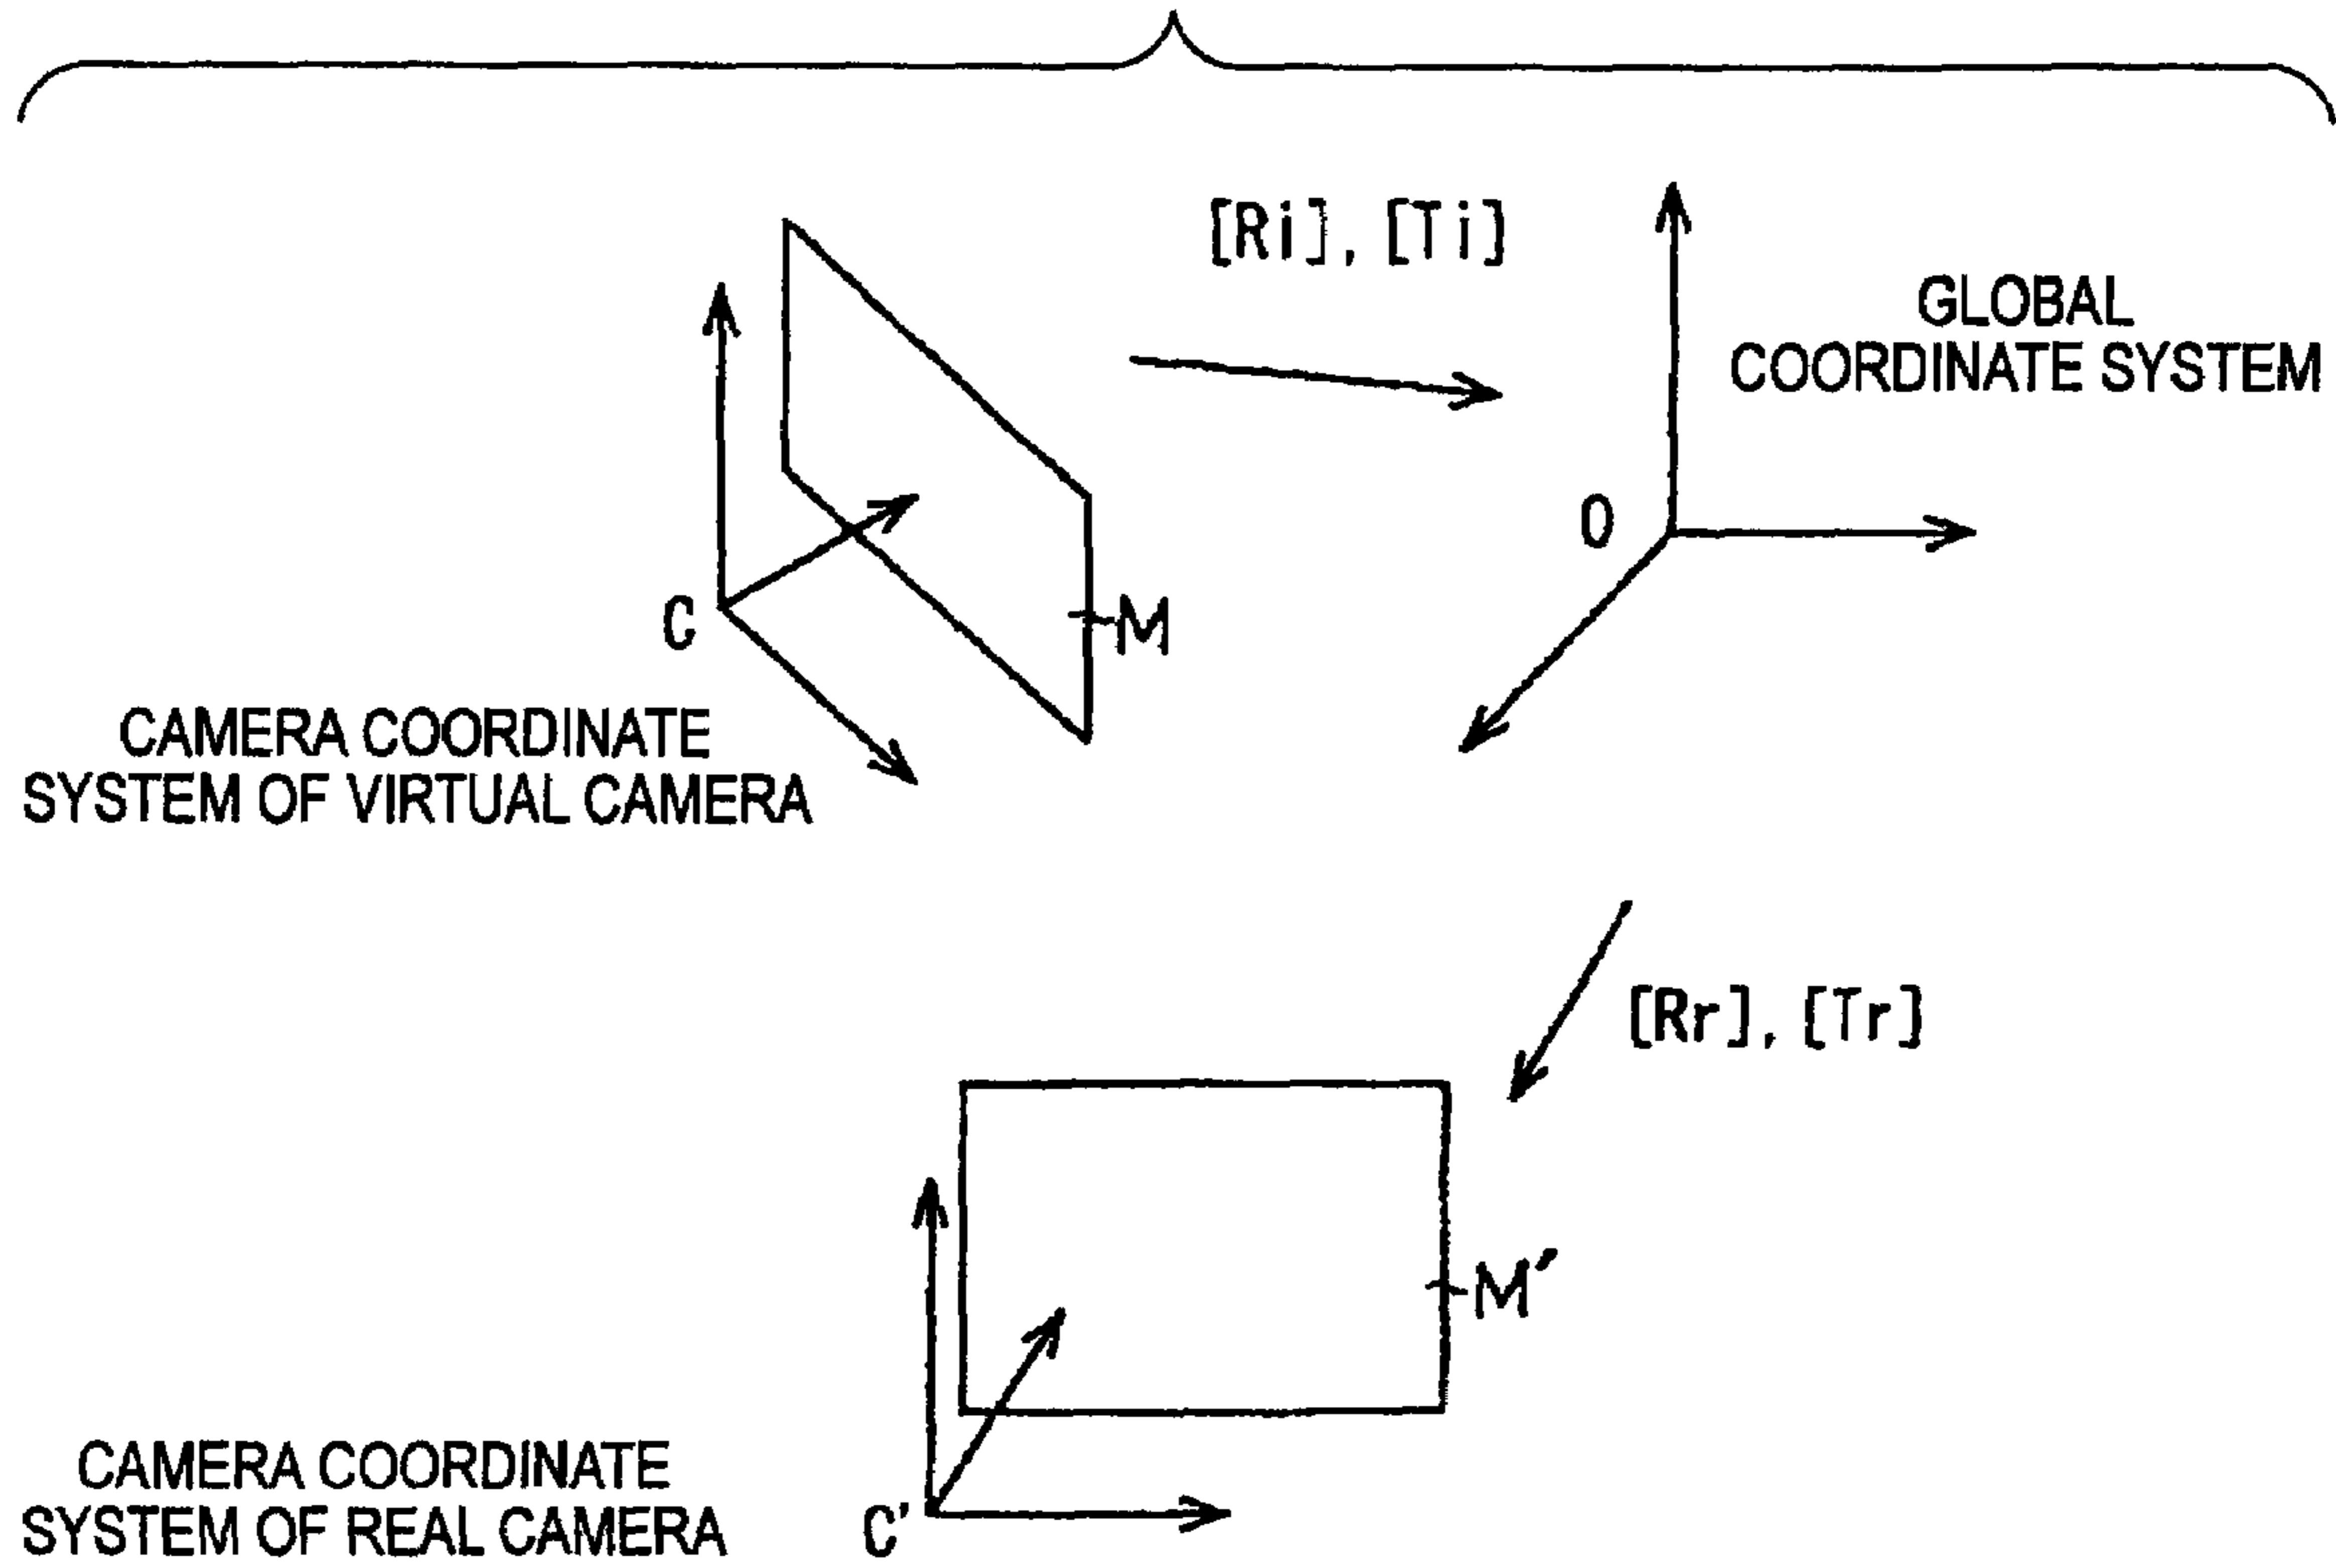 [Ri], [Ti]
GLOBAL
COORDINATE SYSTEM
O
C
M
CAMERA COORDINATE
SYSTEM OF VIRTUAL CAMERA
[Rr], [Tr]
M'
CAMERA COORDINATE
SYSTEM OF REAL CAMERA
C'